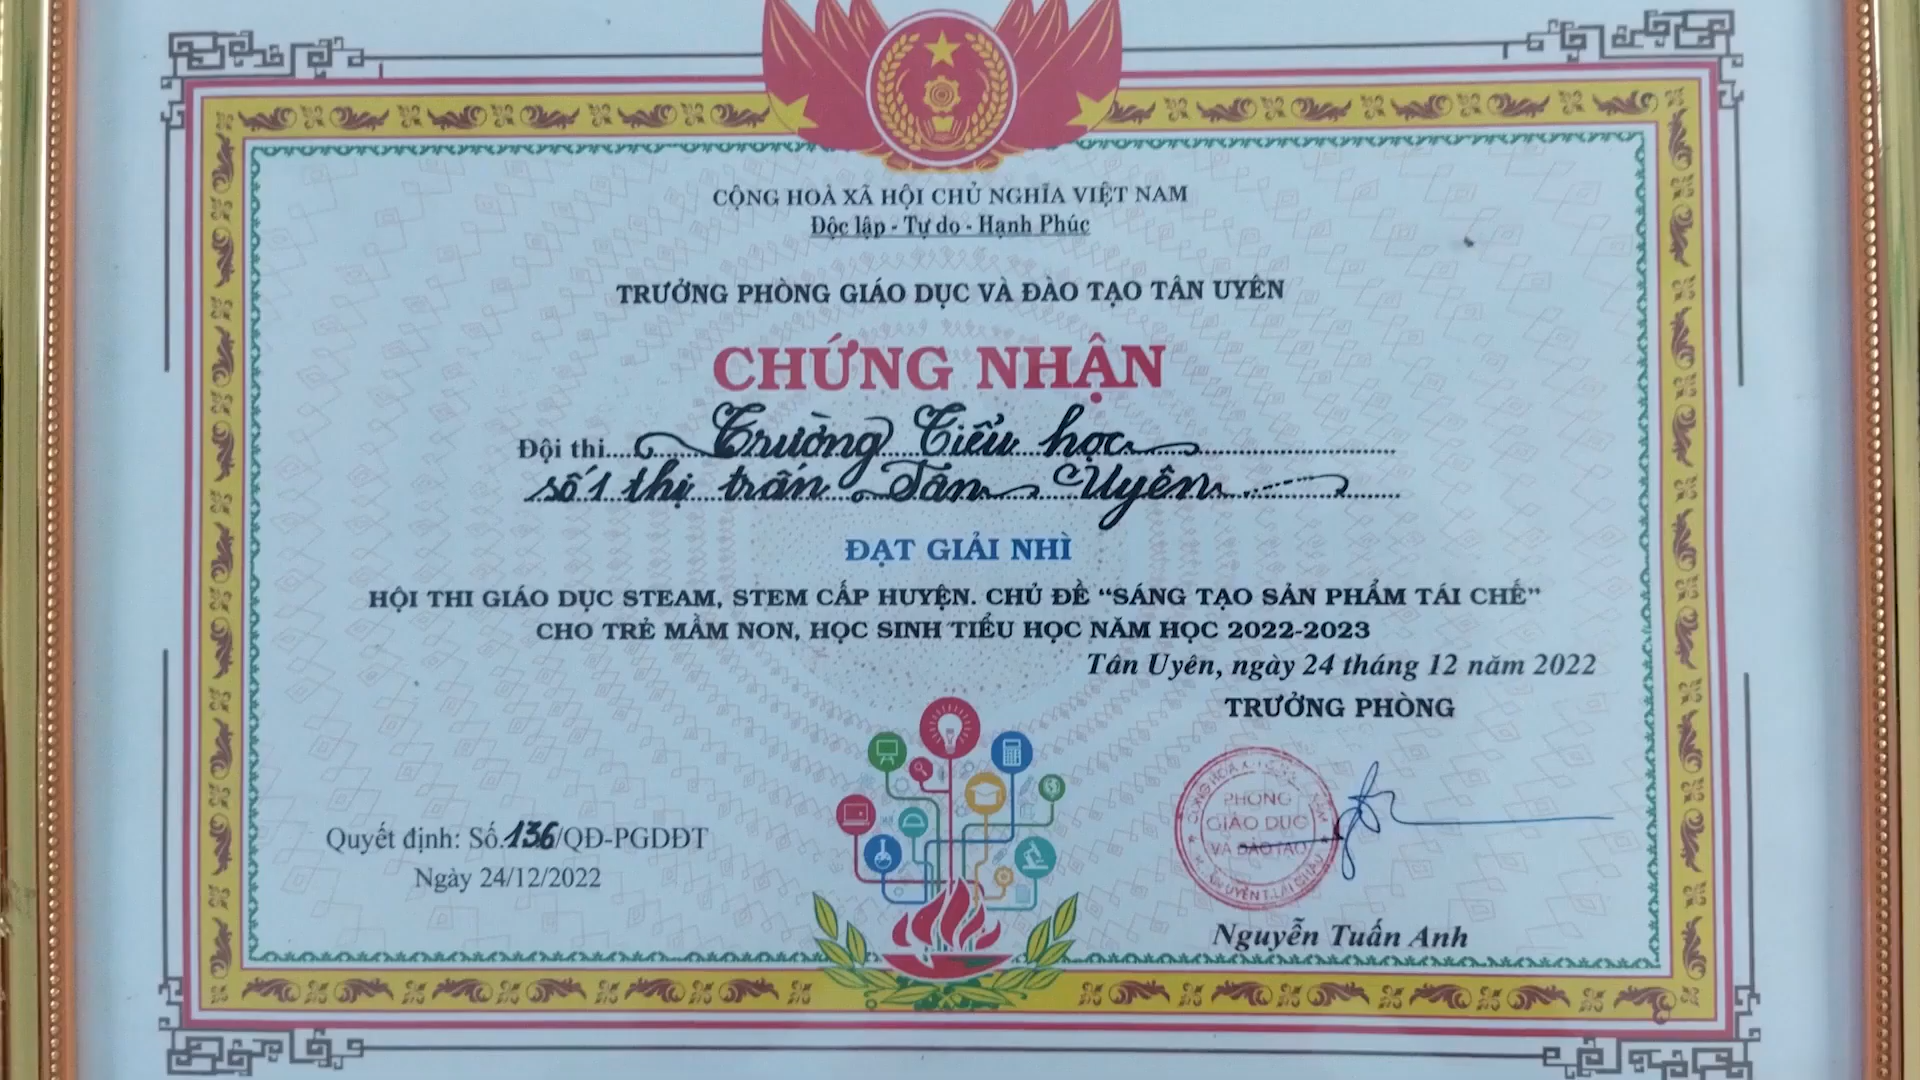 CỘNG HOÀ XÃ HỘI CHỦ NGHĨA VIỆT NAM
Độc lập - Tự do - Hạnh Phúc
TRƯỞNG PHÒNG GIÁO DỤC VÀ ĐÀO TẠO TÂN UYÊN
CHỨNG NHẬN
Đội thi....Trường Tiểu học
số 1 thị trấn Tân Uyên
ĐẠT GIẢI NHÌ
HỘI THI GIÁO DỤC STEAM, STEM CẤP HUYỆN. CHỦ ĐỀ “SÁNG TẠO SẢN PHẨM TÁI CHẾ”
CHO TRẺ MẦM NON, HỌC SINH TIỂU HỌC NĂM HỌC 2022-2023
Tân Uyên, ngày 24 tháng 12 năm 2022
TRƯỞNG PHÒNG
PHÒNG
GIÁO DỤC
VÀ ĐÀO TẠO
Quyết định: Số.136/QĐ-PGDĐT
Ngày 24/12/2022
Nguyễn Tuấn Anh